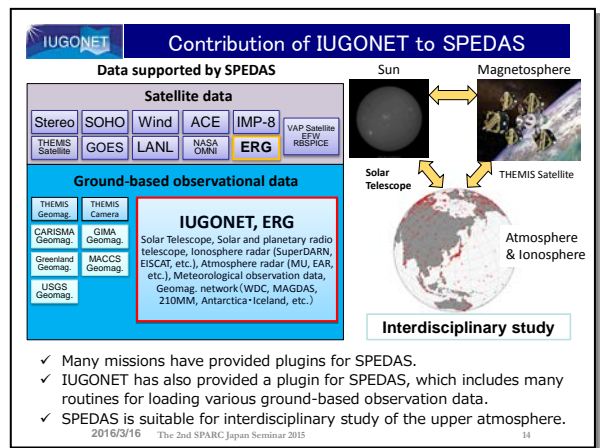 IUGONET
Contribution of IUGONET to SPEDAS
Data supported by SPEDAS
Satellite data
Stereo
SOHO
Wind
ACE
IMP-8
VAP Satellite
EFW
RBSPICE
THEMIS
Satellite
GOES
LANL
NASA
OMNI
ERG
Ground-based observational data
THEMIS
Geomag.
THEMIS
Camera
CARISMA
Geomag.
GIMA
Geomag.
Greenland
Geomag.
MACCS
Geomag.
USGS
Geomag.
IUGONET, ERG
Solar Telescope, Solar and planetary radio
telescope, Ionosphere radar (SuperDARN,
EISCAT, etc.), Atmosphere radar (MU, EAR,
etc.), Meteorological observation data,
Geomag. network(WDC, MAGDAS,
210MM, Antarctica・Iceland, etc.)
Sun
Magnetosphere
Solar
Telescope
THEMIS Satellite
Atmosphere
& Ionosphere
Interdisciplinary study
✓ Many missions have provided plugins for SPEDAS.
✓ IUGONET has also provided a plugin for SPEDAS, which includes many
routines for loading various ground-based observation data.
✓ SPEDAS is suitable for interdisciplinary study of the upper atmosphere.
2016/3/16 The 2nd SPARC Japan Seminar 2015 14